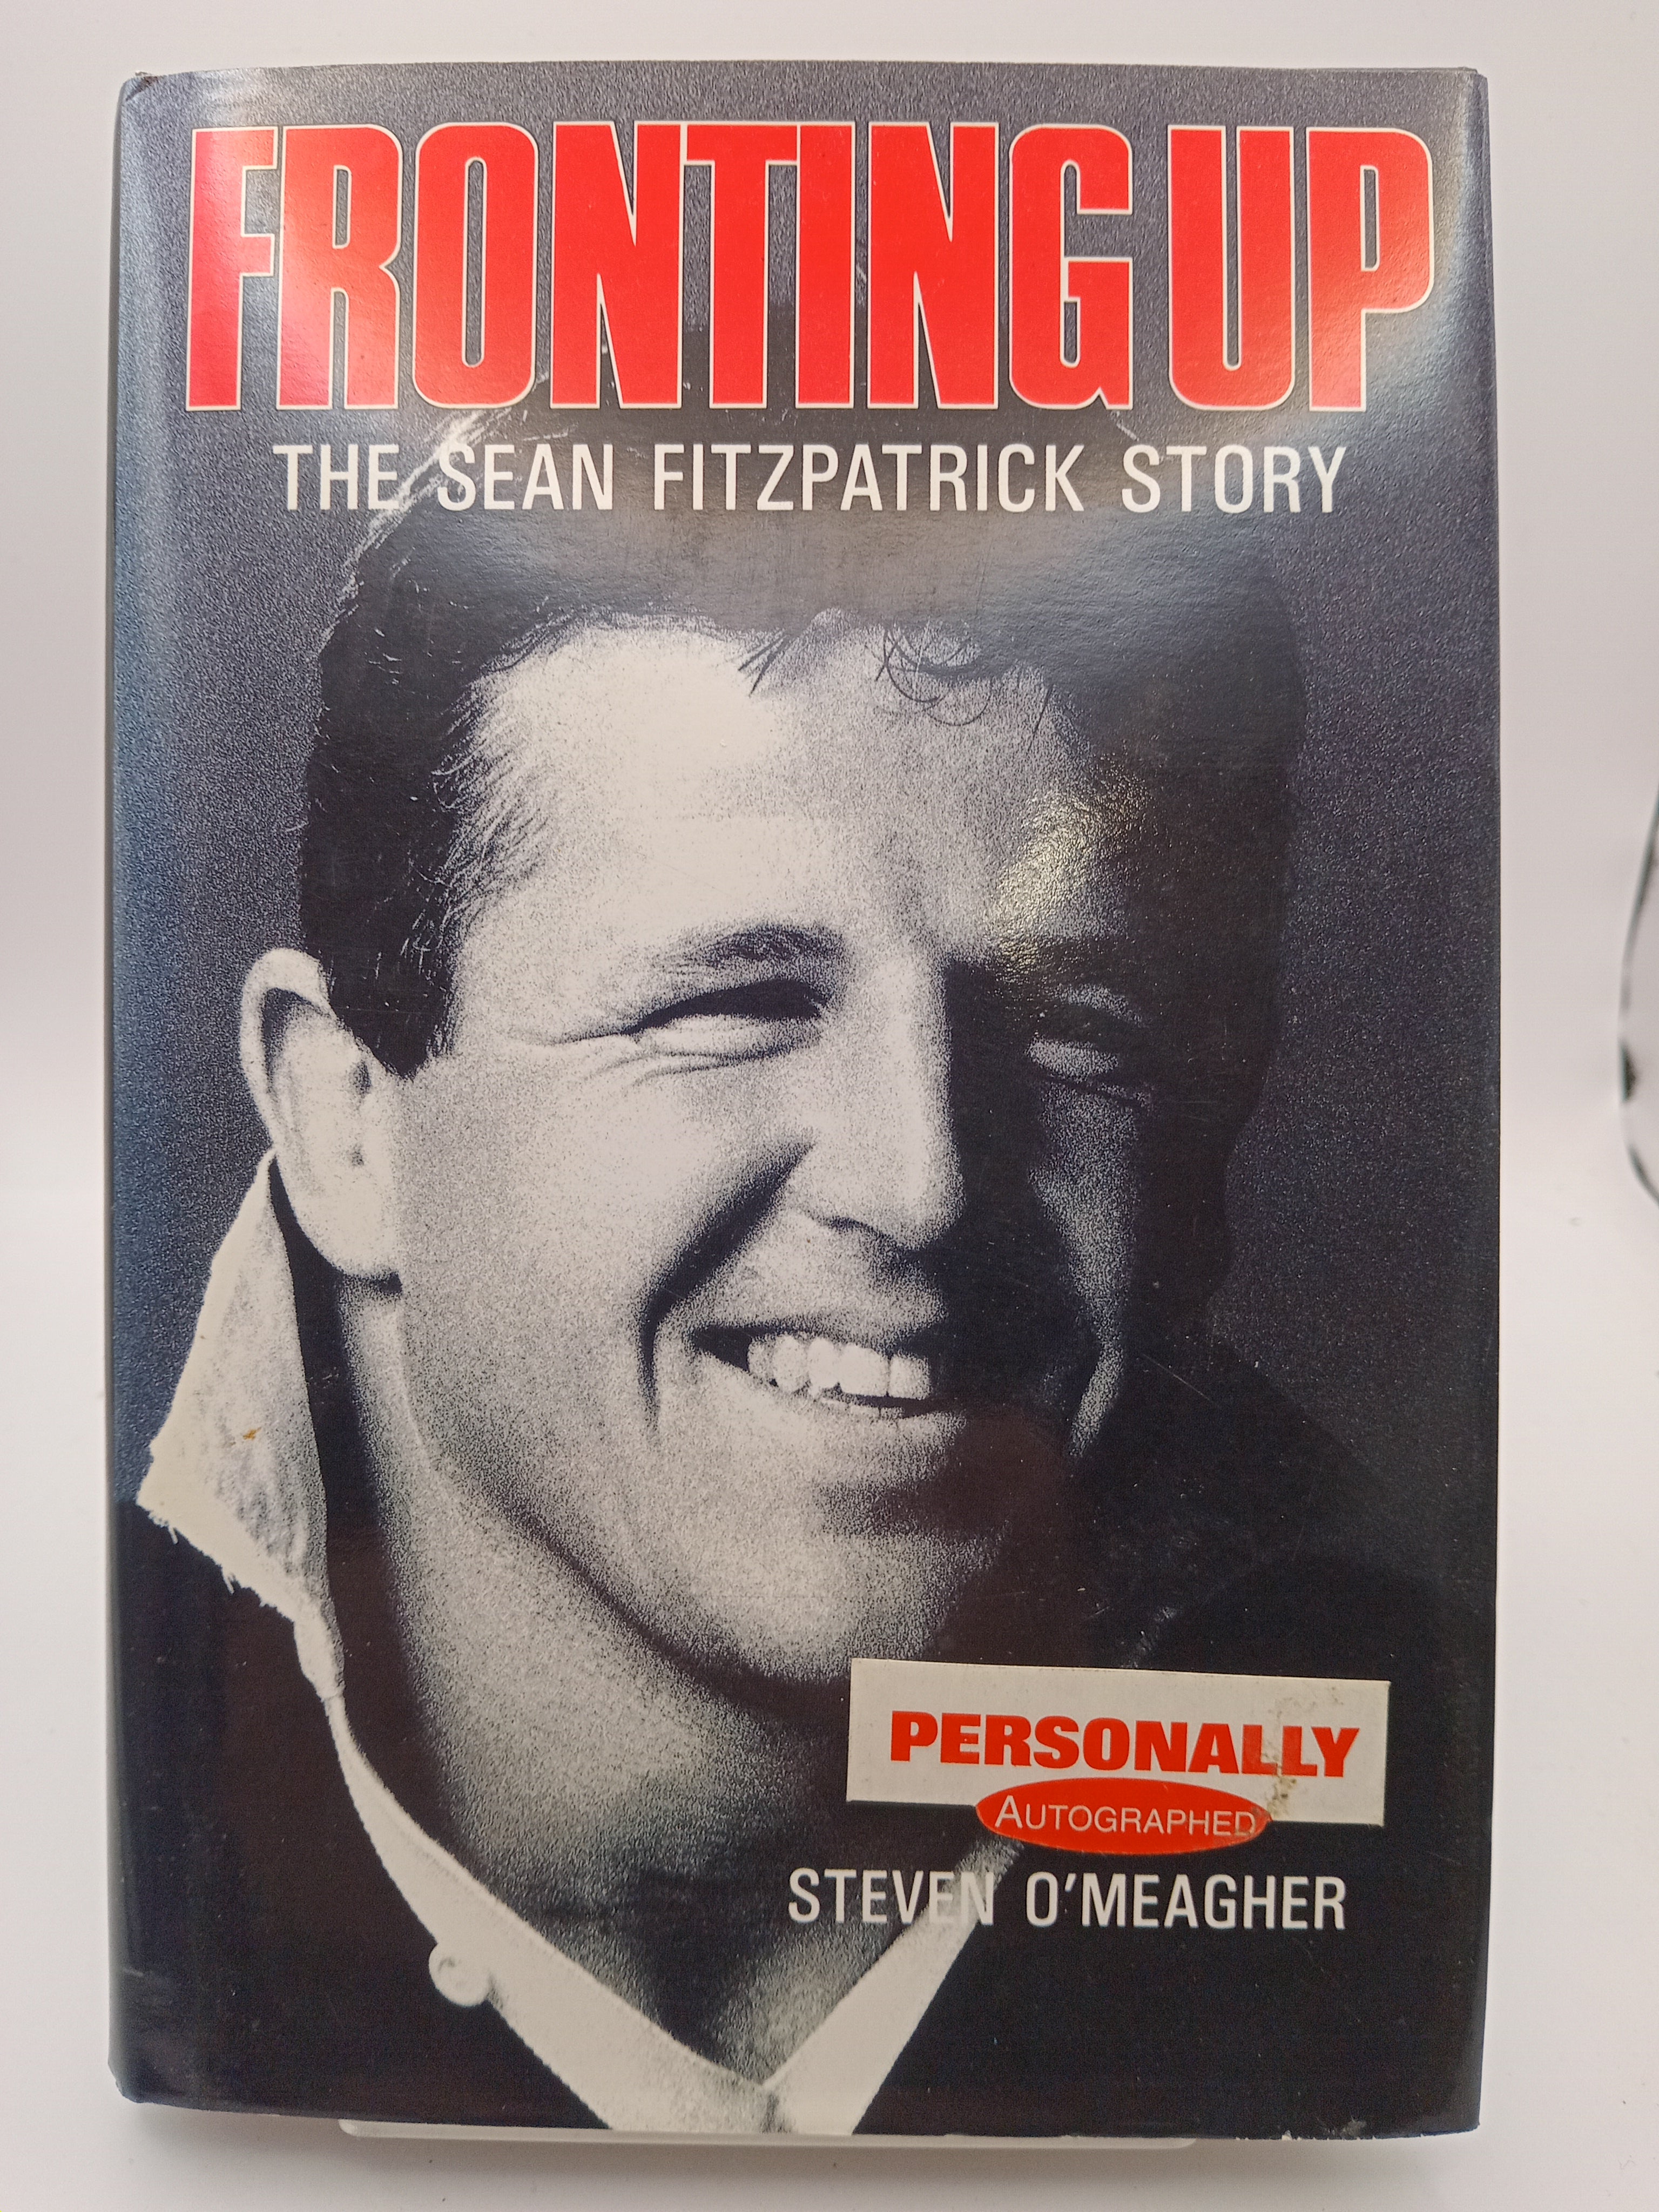 FRONTING UP
THE SEAN FITZPATRICK STORY
PERSONALLY
AUTOGRAPHED
STEVEN O'MEAGHER